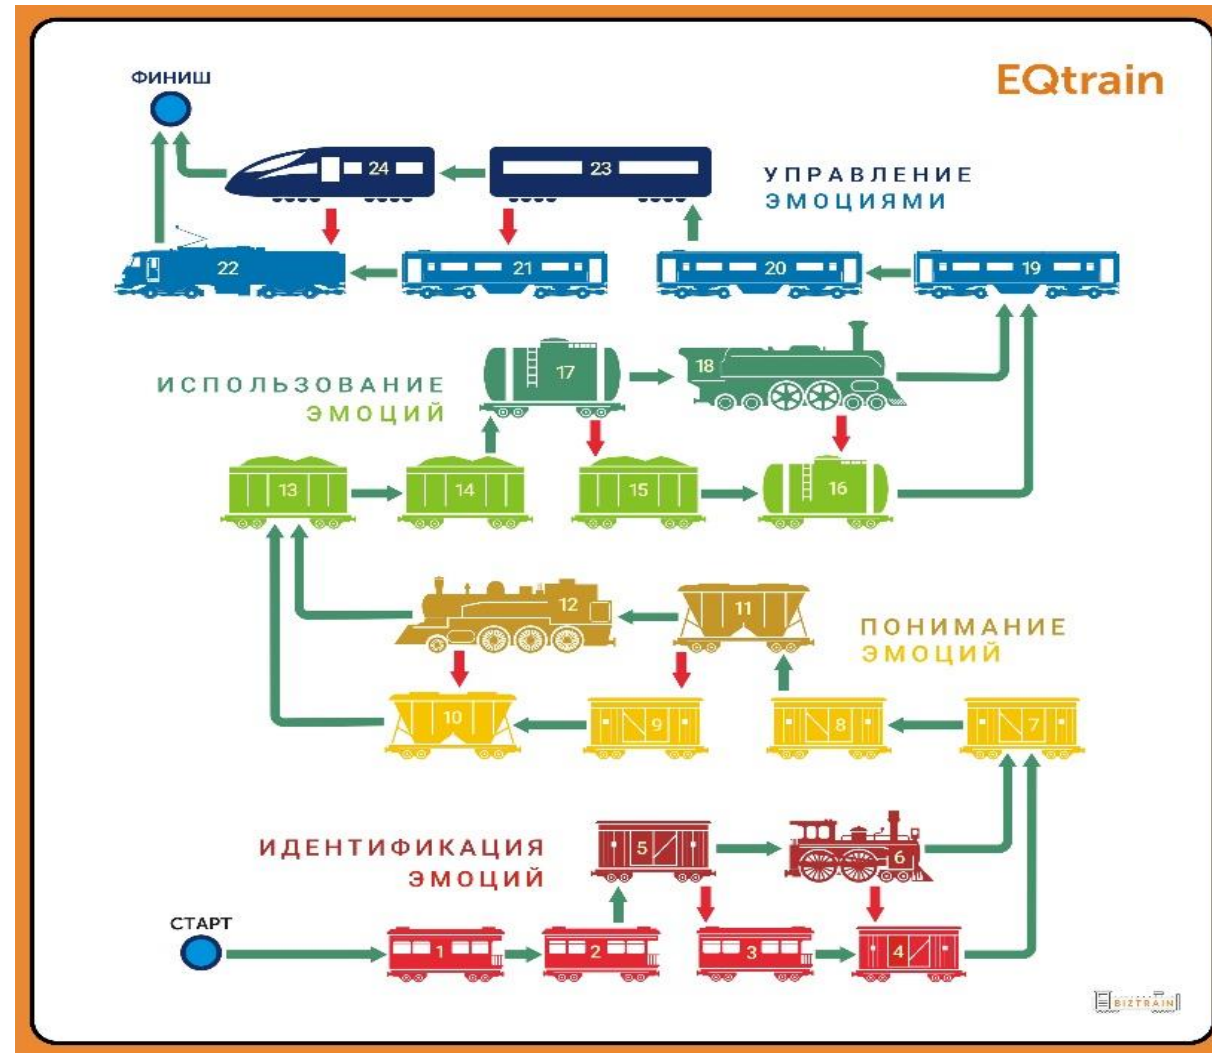 ФИНИШ
EQtrain
24
23
УПРАВЛЕНИЕ
ЭМОЦИЯМИ
22
21
20
19
17
18
ИСПОЛЬЗОВАНИЕ
ЭМОЦИЙ
13
14
15
16
12
11
ПОНИМАНИЕ
ЭМОЦИЙ
10
9
8
7
ИДЕНТИФИКАЦИЯ
ЭМОЦИЙ
5
6
СТАРТ
1
2
3
4
BIZTRAIN